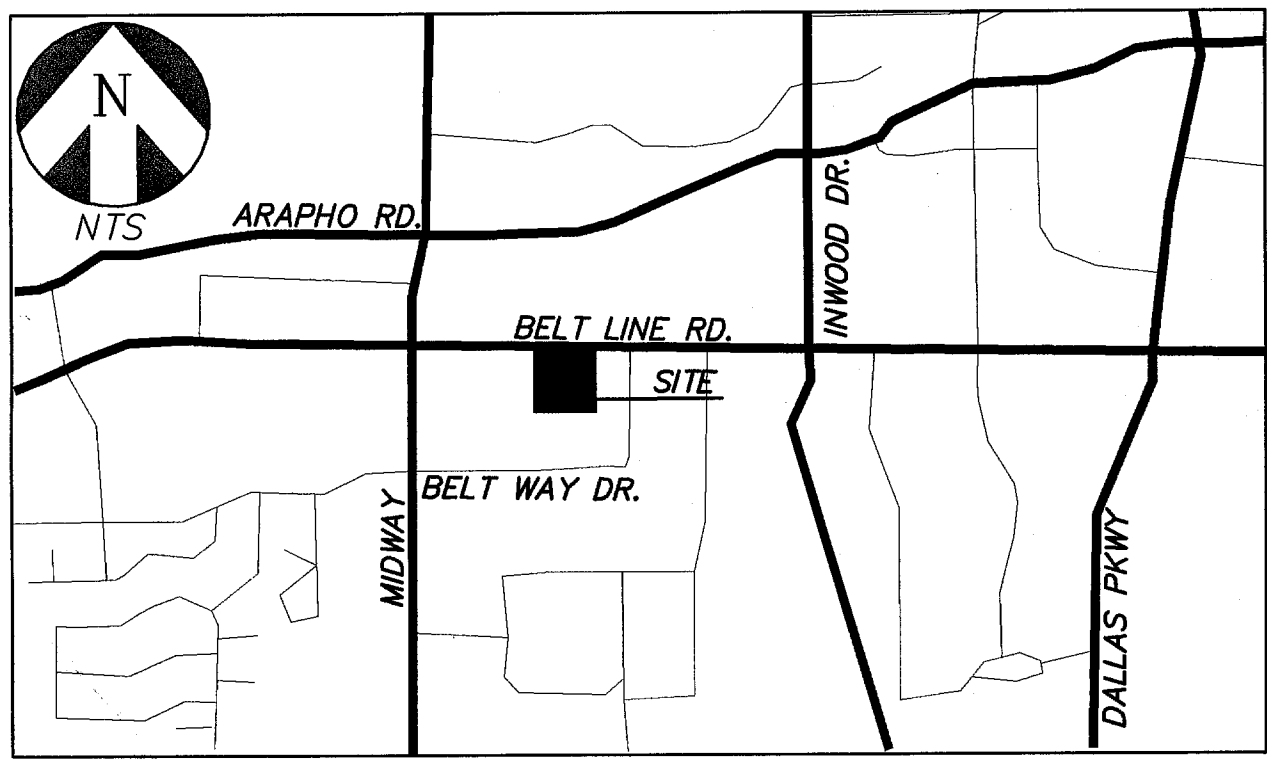 N
NTS
ARAPHO RD.
INWOOD DR.
BELT LINE RD.
SITE
BELT WAY DR.
MIDWAY
DALLAS PKWY